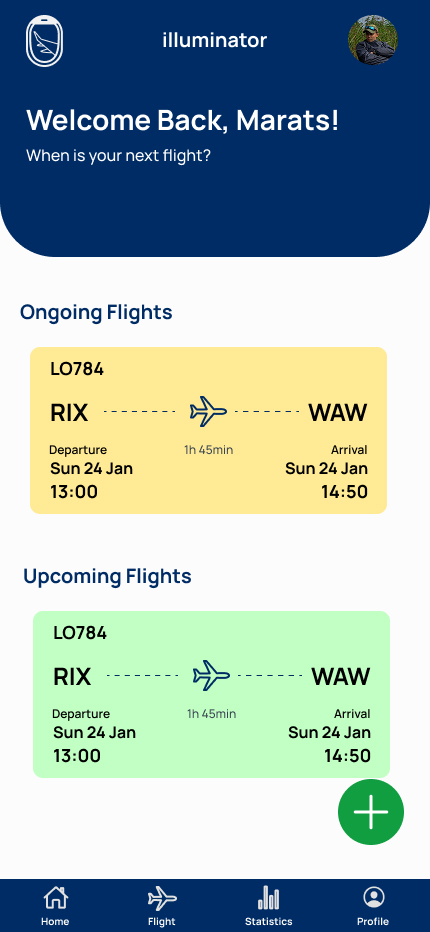 illuminator
Welcome Back, Marats!
When is your next flight?
Ongoing Flights
LO784
RIX WAW
Departure 1h 45min Arrival
Sun 24 Jan Sun 24 Jan
13:00 14:50
Upcoming Flights
LO784
RIX WAW
Departure 1h 45min Arrival
Sun 24 Jan Sun 24 Jan
13:00 14:50
Home Flight Statistics Profile